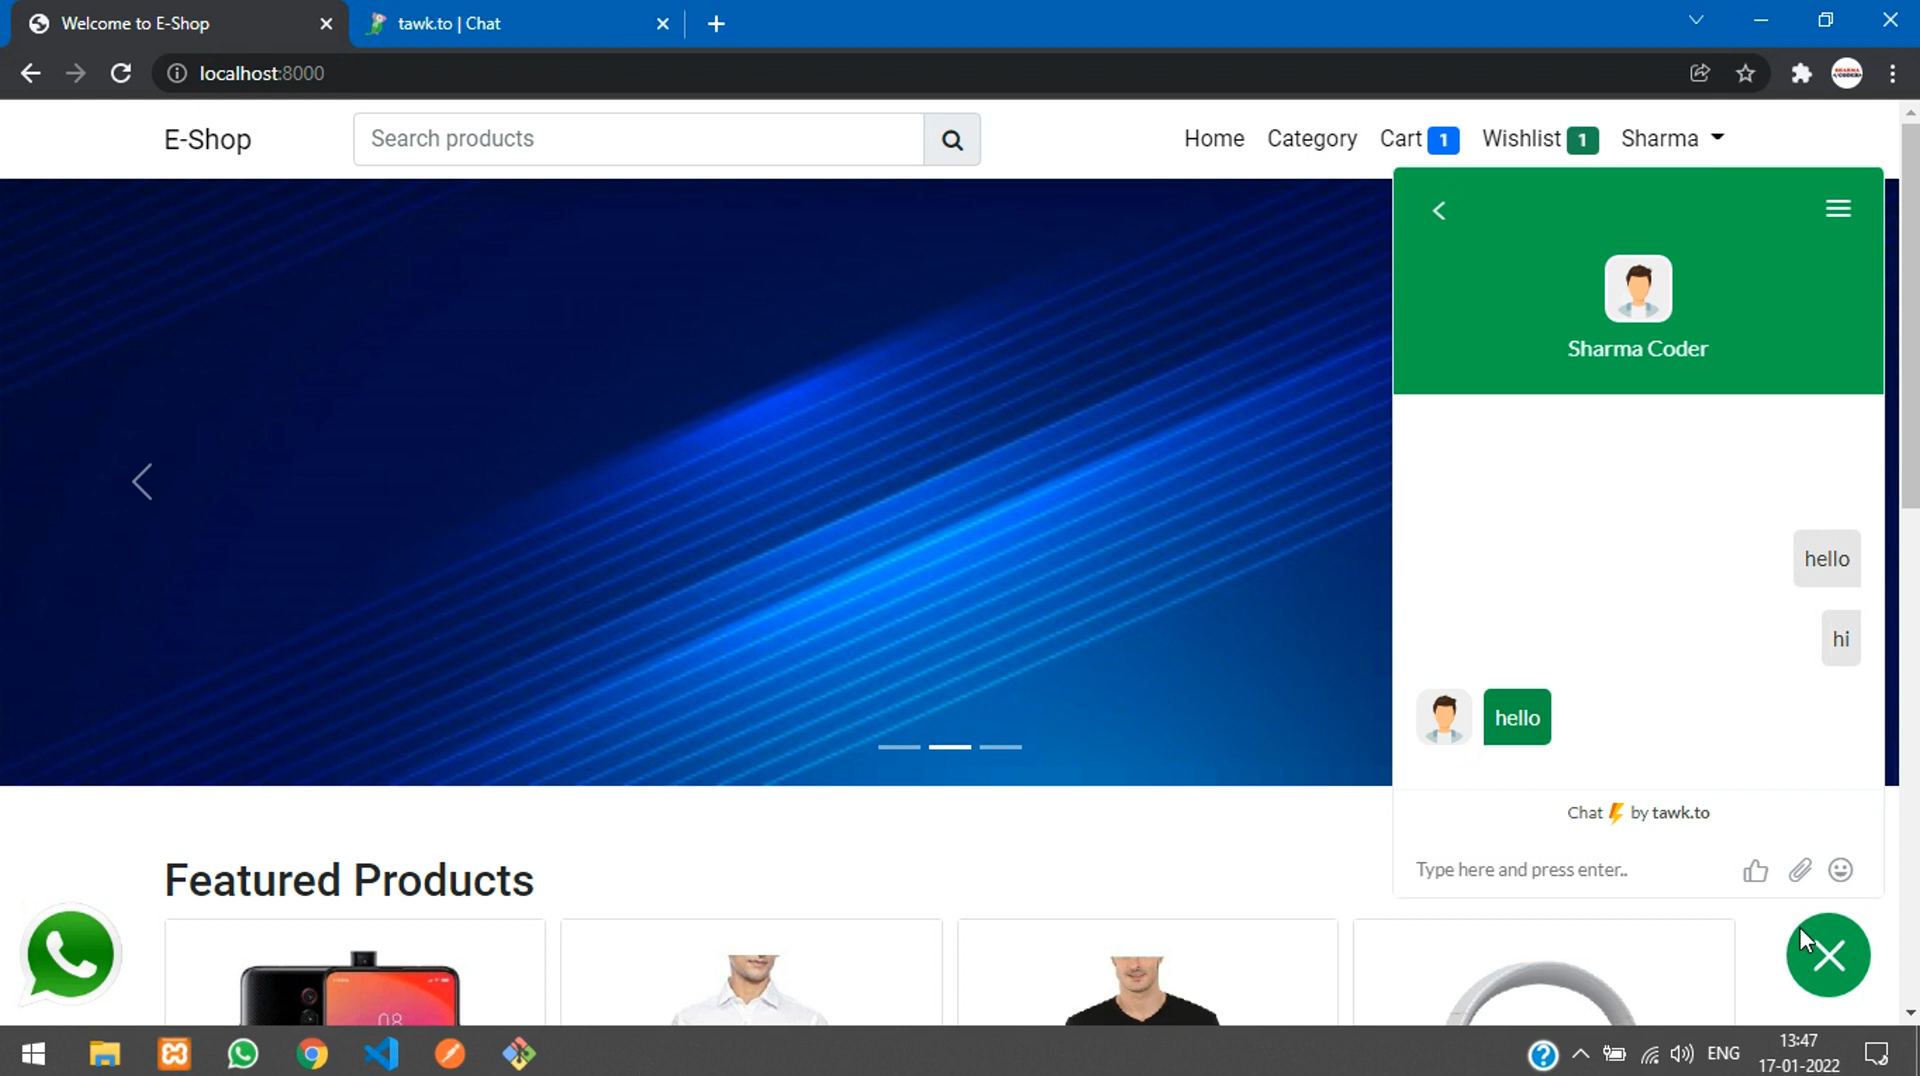 Welcome to E-Shop
tawk.to | Chat
localhost:8000
E-Shop
Search products
Home
Category
Cart 1
Wishlist 1
Sharma
Sharma Coder
hello
hi
hello
Chat by tawk.to
Type here and press enter..
Featured Products
08
ENG
13:47
17-01-2022